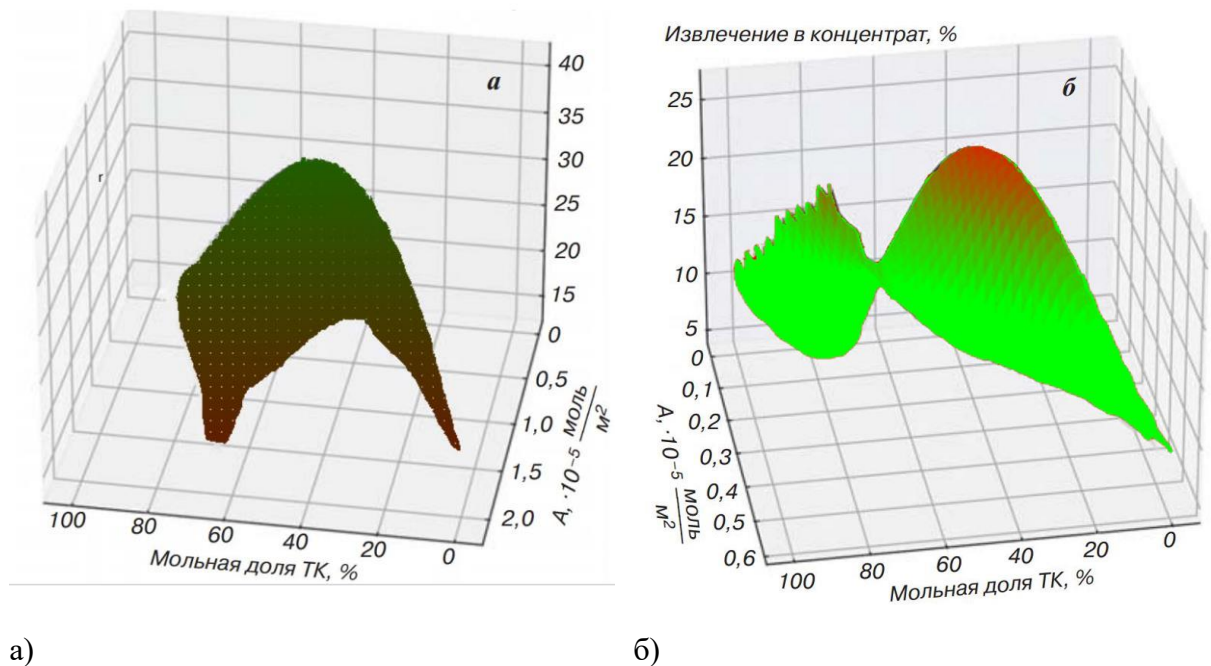 а
40
35
30
25
20
15
0
0,5
1,0
1,5
2,0
А, ·10⁻⁵ моль
м²
г
100 80 60 40 20 0
Мольная доля ТК, %
Извлечение в концентрат, %
б
25
20
15
10
5
0
0,1
0,2
0,3
0,4
0,5
0,6
А, ·10⁻⁵ моль
м²
100 80 60 40 20 0
Мольная доля ТК, %
а) б)